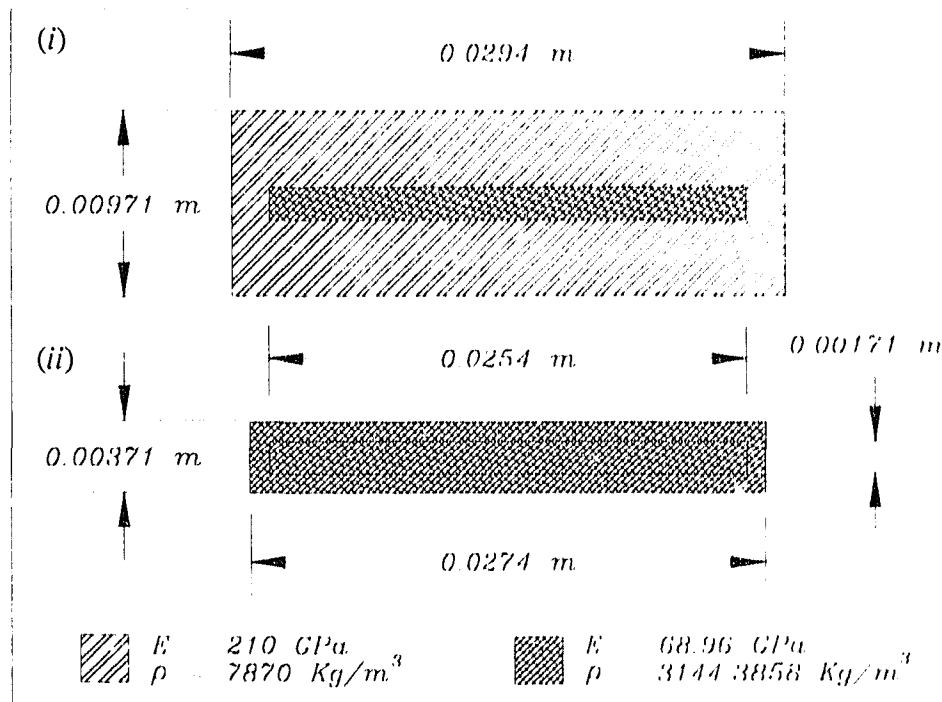 (i)
0.0294 m
0.00971 m
(ii)
0.0254 m
0.00171 m
0.00371 m
0.0274 m
E 210 GPa
ρ 7870 Kg/m³
E 68.96 GPa
ρ 3144.3858 Kg/m³